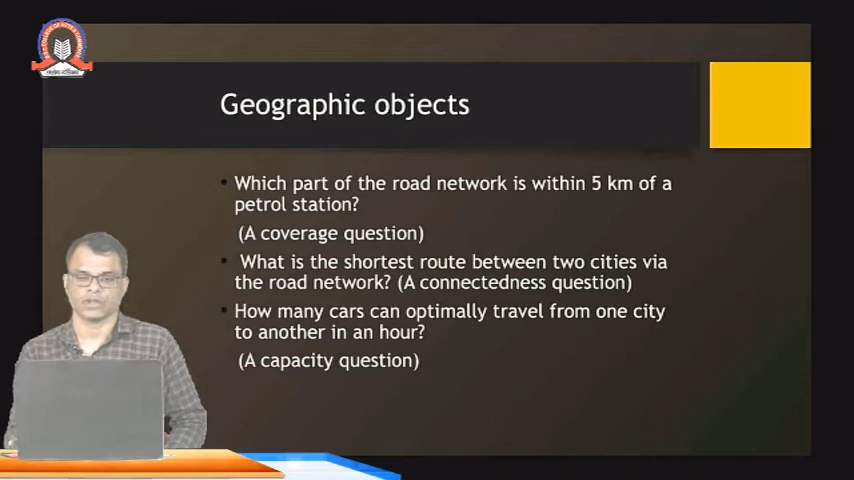 Geographic objects
• Which part of the road network is within 5 km of a
petrol station?
(A coverage question)
• What is the shortest route between two cities via
the road network? (A connectedness question)
• How many cars can optimally travel from one city
to another in an hour?
(A capacity question)